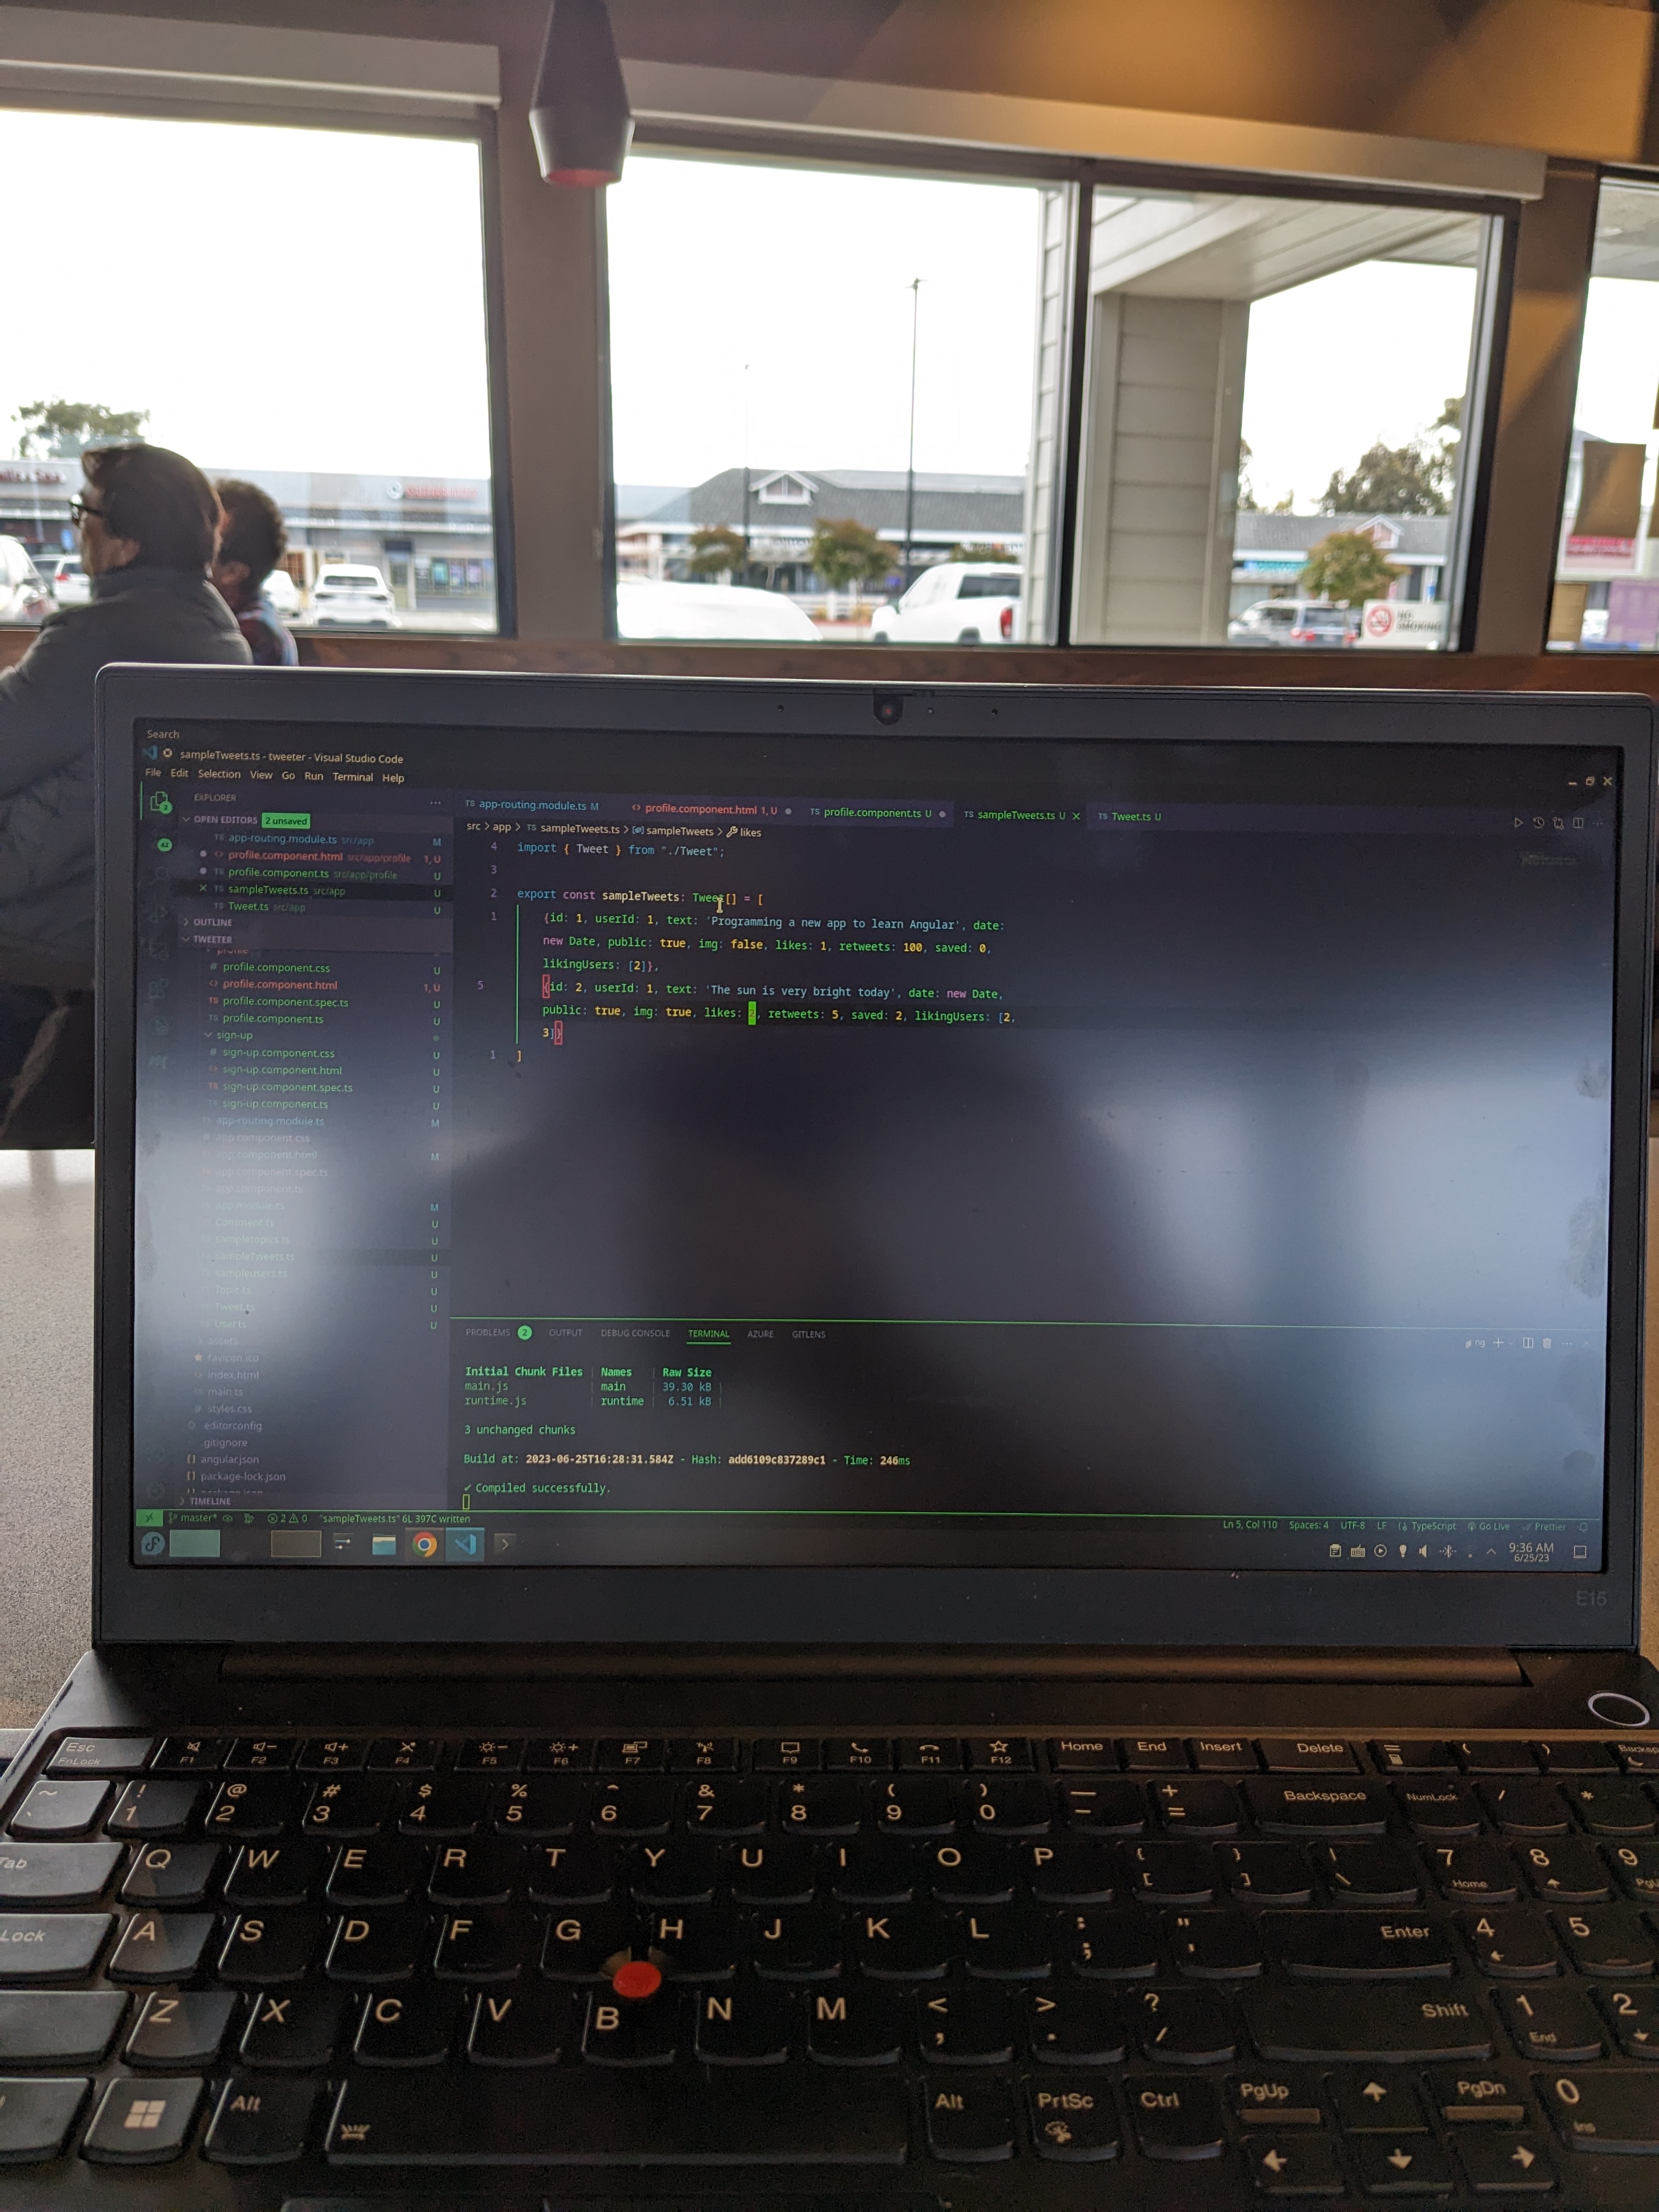 Search
sampleTweets.ts - tweeter - Visual Studio Code
File Edit Selection View Go Run Terminal Help
EXPLORER
OPEN EDITORS 2 unsaved
app-routing.module.ts src/app M
profile.component.html src/app/profile 1, U
profile.component.ts src/app/profile U
sampleTweets.ts src/app U
Tweet.ts src/app U
OUTLINE
TWEETER
profile
profile.component.css U
profile.component.html 1, U
profile.component.spec.ts U
profile.component.ts U
sign-up
sign-up.component.css U
sign-up.component.html U
sign-up.component.spec.ts U
sign-up.component.ts U
app-routing.module.ts M
app.component.css
app.component.html M
app.component.spec.ts
app.component.ts
app.module.ts M
Comment.ts U
sampletopics.ts U
sampleTweets.ts U
sampleusers.ts U
Topic.ts U
Tweet.ts U
User.ts U
assets
favicon.ico
index.html
main.ts
styles.css
.editorconfig
.gitignore
angular.json
package-lock.json
TIMELINE
TS app-routing.module.ts M <> profile.component.html 1, U TS profile.component.ts U TS sampleTweets.ts U TS Tweet.ts U
src > app > TS sampleTweets.ts > sampleTweets > likes
4 import { Tweet } from "./Tweet";
3
2 export const sampleTweets: Tweet[] = [
1 {id: 1, userId: 1, text: 'Programming a new app to learn Angular', date:
new Date, public: true, img: false, likes: 1, retweets: 100, saved: 0,
likingUsers: [2]},
5 {id: 2, userId: 1, text: 'The sun is very bright today', date: new Date,
public: true, img: true, likes: 2, retweets: 5, saved: 2, likingUsers: [2,
3]}
1 ]
PROBLEMS 2 OUTPUT DEBUG CONSOLE TERMINAL AZURE GITLENS
ng
Initial Chunk Files | Names | Raw Size
main.js | main | 39.30 kB |
runtime.js | runtime | 6.51 kB |
3 unchanged chunks
Build at: 2023-06-25T16:28:31.584Z - Hash: add6109c837289c1 - Time: 246ms
✔ Compiled successfully.
master* 2 0 "sampleTweets.ts" 6L 397C written
Ln 5, Col 110 Spaces: 4 UTF-8 LF TypeScript Go Live Prettier
9:36 AM
6/25/23
E15
NO
SMOKING
Esc F1 F2 F3 F4 F5 F6 F7 F8 F9 F10 F11 F12 Home End Insert Delete ( )
FnLock
~ ! @ # $ % ^ & * ( ) — +
` 1 2 3 4 5 6 7 8 9 0 - = Backspace NumLock / *
Tab Q W E R T Y U I O P { [ } ] | \ 7 Home 8 9
Lock A S D F G H J K L : ; " ' Enter 4 5
Z X C V B N M < , > . ? / Shift 1 End 2
Alt Alt PrtSc Ctrl PgUp PgDn 0 Ins